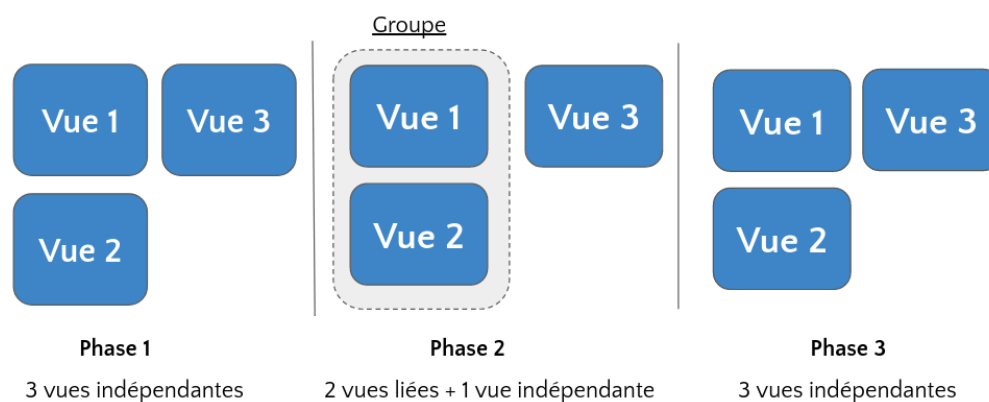 Groupe
Vue 1
Vue 3
Vue 2
Vue 1
Vue 2
Vue 3
Vue 1
Vue 3
Vue 2
Phase 1
3 vues indépendantes
Phase 2
2 vues liées + 1 vue indépendante
Phase 3
3 vues indépendantes